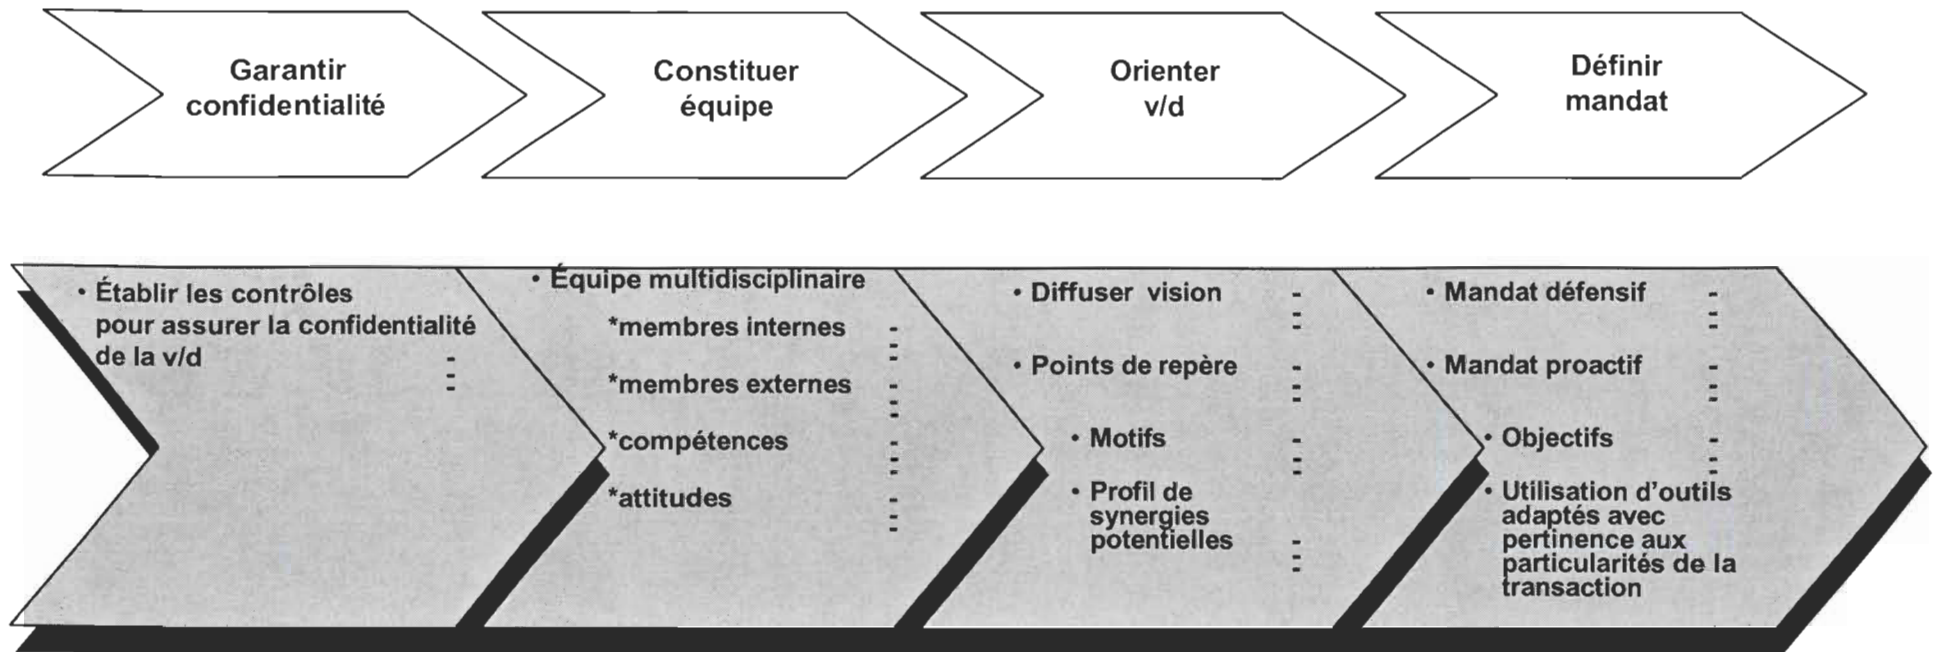 Garantir
confidentialité
Constituer
équipe
Orienter
v/d
Définir
mandat
• Établir les contrôles
pour assurer la confidentialité
de la v/d
• Équipe multidisciplinaire
*membres internes
*membres externes
*compétences
*attitudes
• Diffuser vision
• Points de repère
• Motifs
• Profil de
synergies
potentielles
• Mandat défensif
• Mandat proactif
• Objectifs
• Utilisation d'outils
adaptés avec
pertinence aux
particularités de la
transaction